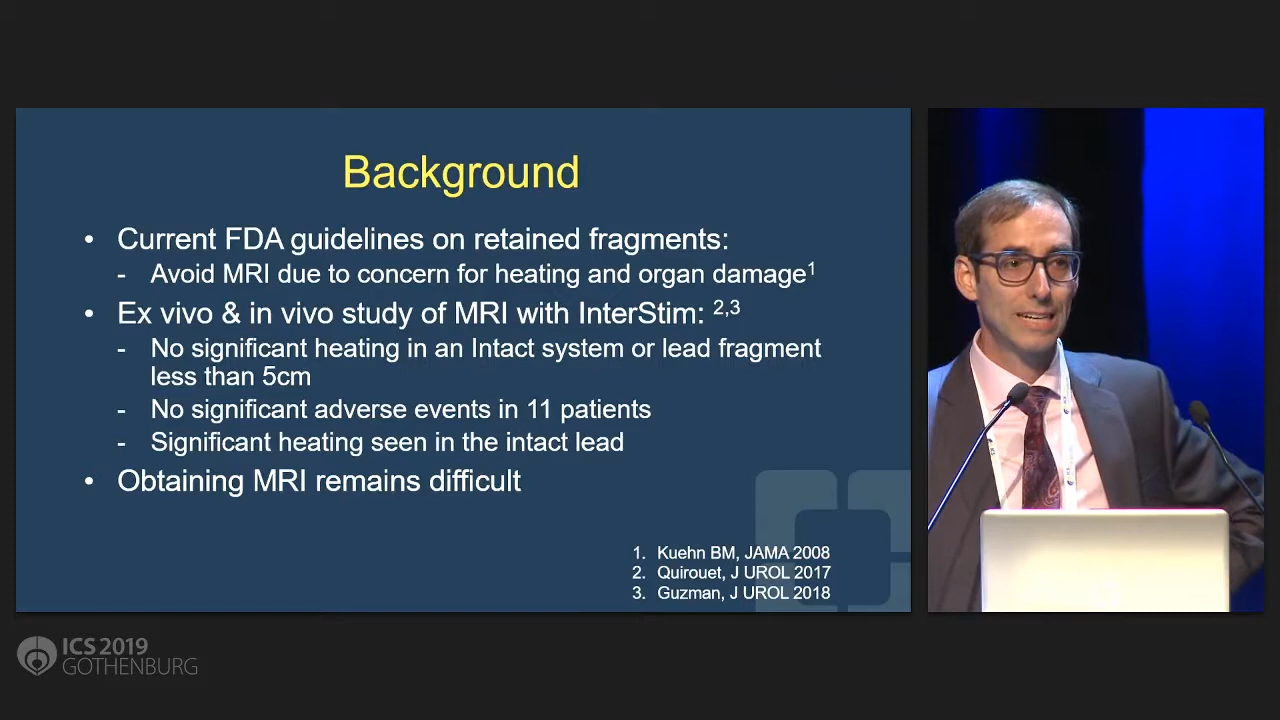 Background
• Current FDA guidelines on retained fragments:
- Avoid MRI due to concern for heating and organ damage1
• Ex vivo & in vivo study of MRI with InterStim: 2,3
- No significant heating in an Intact system or lead fragment
less than 5cm
- No significant adverse events in 11 patients
- Significant heating seen in the intact lead
• Obtaining MRI remains difficult
1. Kuehn BM, JAMA 2008
2. Quirouet, J UROL 2017
3. Guzman, J UROL 2018
ICS 2019
GOTHENBURG